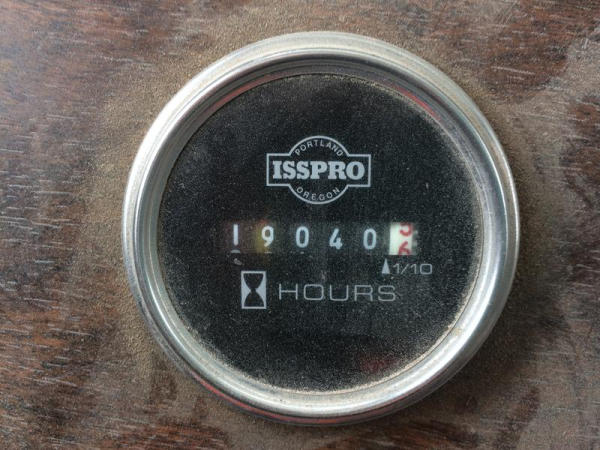 PORTLAND
ISSPRO
OREGON
19040
1/10
HOURS